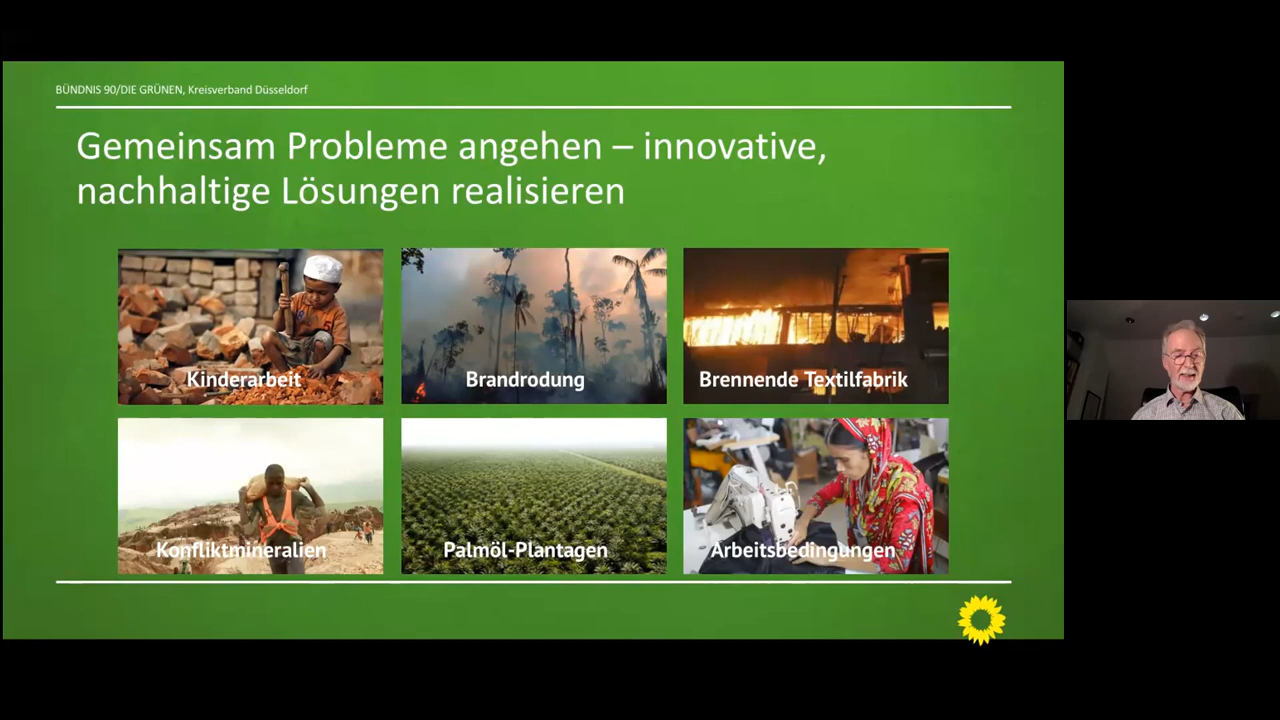 BÜNDNIS 90/DIE GRÜNEN, Kreisverband Düsseldorf
Gemeinsam Probleme angehen – innovative,
nachhaltige Lösungen realisieren
Kinderarbeit
Brandrodung
Brennende Textilfabrik
Konfliktmineralien
Palmöl-Plantagen
Arbeitsbedingungen